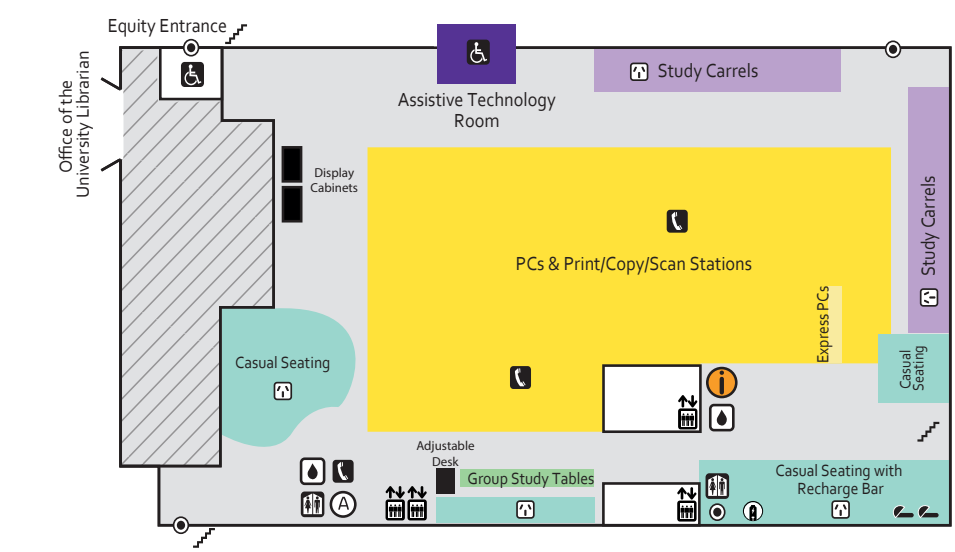 Equity Entrance
Office of the
University Librarian
Assistive Technology
Room
Study Carrels
Display
Cabinets
Study Carrels
PCs & Print/Copy/Scan Stations
Express PCs
Casual Seating
Casual
Seating
Adjustable
Desk
Group Study Tables
Casual Seating with
Recharge Bar
A